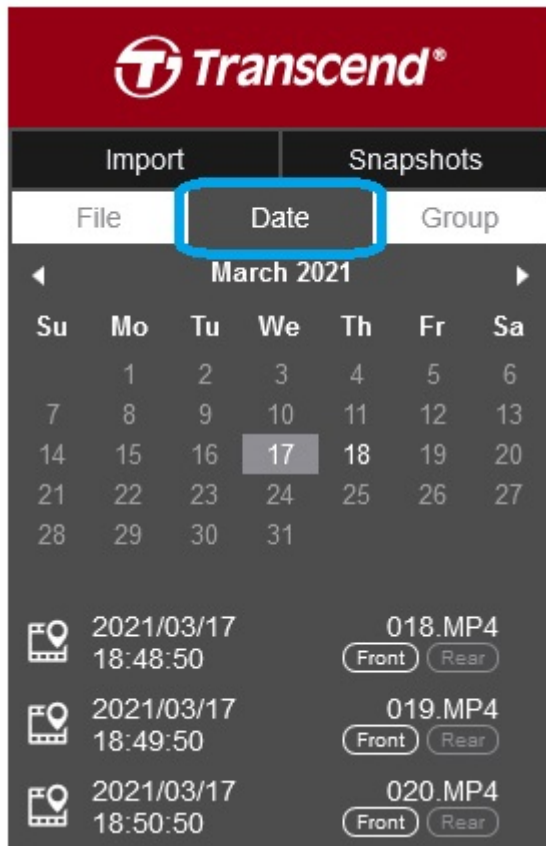 Transcend®
Import Snapshots
File Date Group
March 2021
Su Mo Tu We Th Fr Sa
1 2 3 4 5 6
7 8 9 10 11 12 13
14 15 16 17 18 19 20
21 22 23 24 25 26 27
28 29 30 31
2021/03/17 018.MP4
18:48:50 Front Rear
2021/03/17 019.MP4
18:49:50 Front Rear
2021/03/17 020.MP4
18:50:50 Front Rear